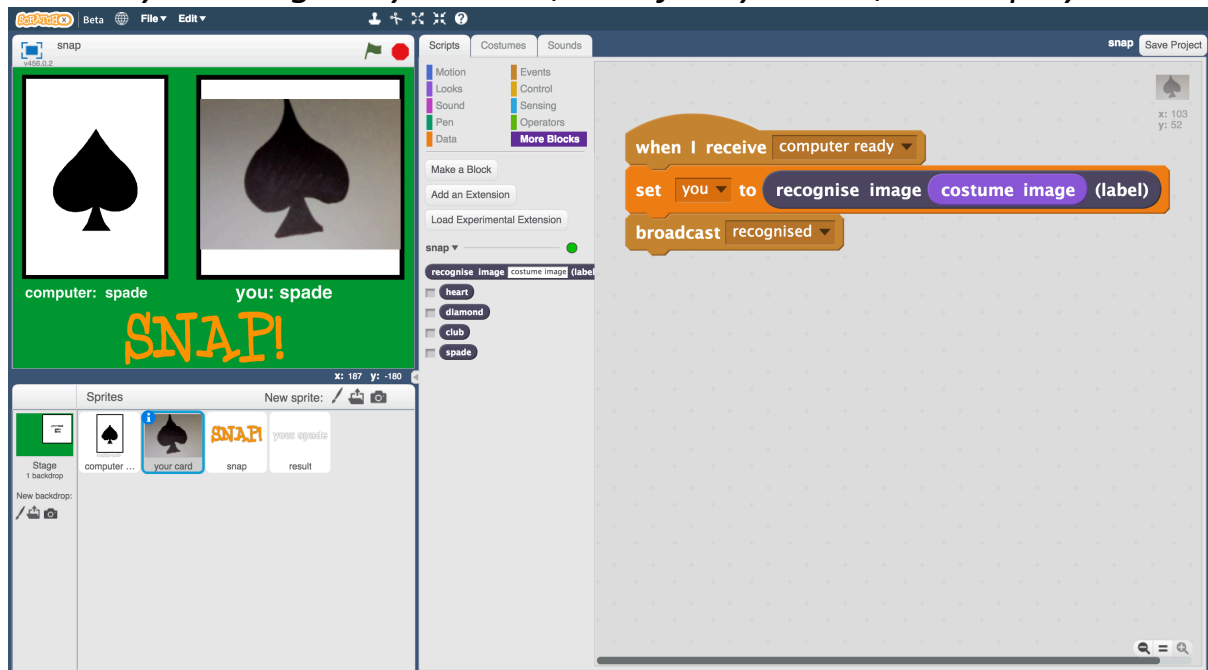 SCRATCHX Beta File▾ Edit▾
snap
v456.0.2
computer: spade
you: spade
SNAP!
x: 187 y: -180
Sprites
New sprite:
Stage
1 backdrop
New backdrop:
computer ...
your card
SNAP!
snap
you: spade
result
Scripts
Costumes
Sounds
Motion
Looks
Sound
Pen
Data
Events
Control
Sensing
Operators
More Blocks
Make a Block
Add an Extension
Load Experimental Extension
snap ▾
recognise image costume image (label
heart
diamond
club
spade
snap
Save Project
x: 103
y: 52
when I receive computer ready ▾
set you ▾ to recognise image costume image (label)
broadcast recognised ▾